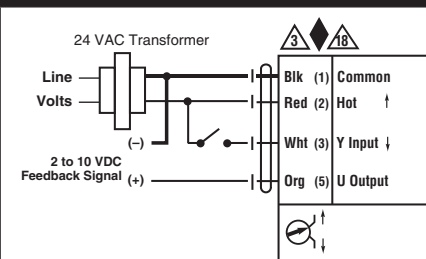 24 VAC Transformer
3 18
Line
Volts
Blk (1) Common
Red (2) Hot ↑
(–)
Wht (3) Y Input ↓
2 to 10 VDC
Feedback Signal (+)
Org (5) U Output
↑
↓